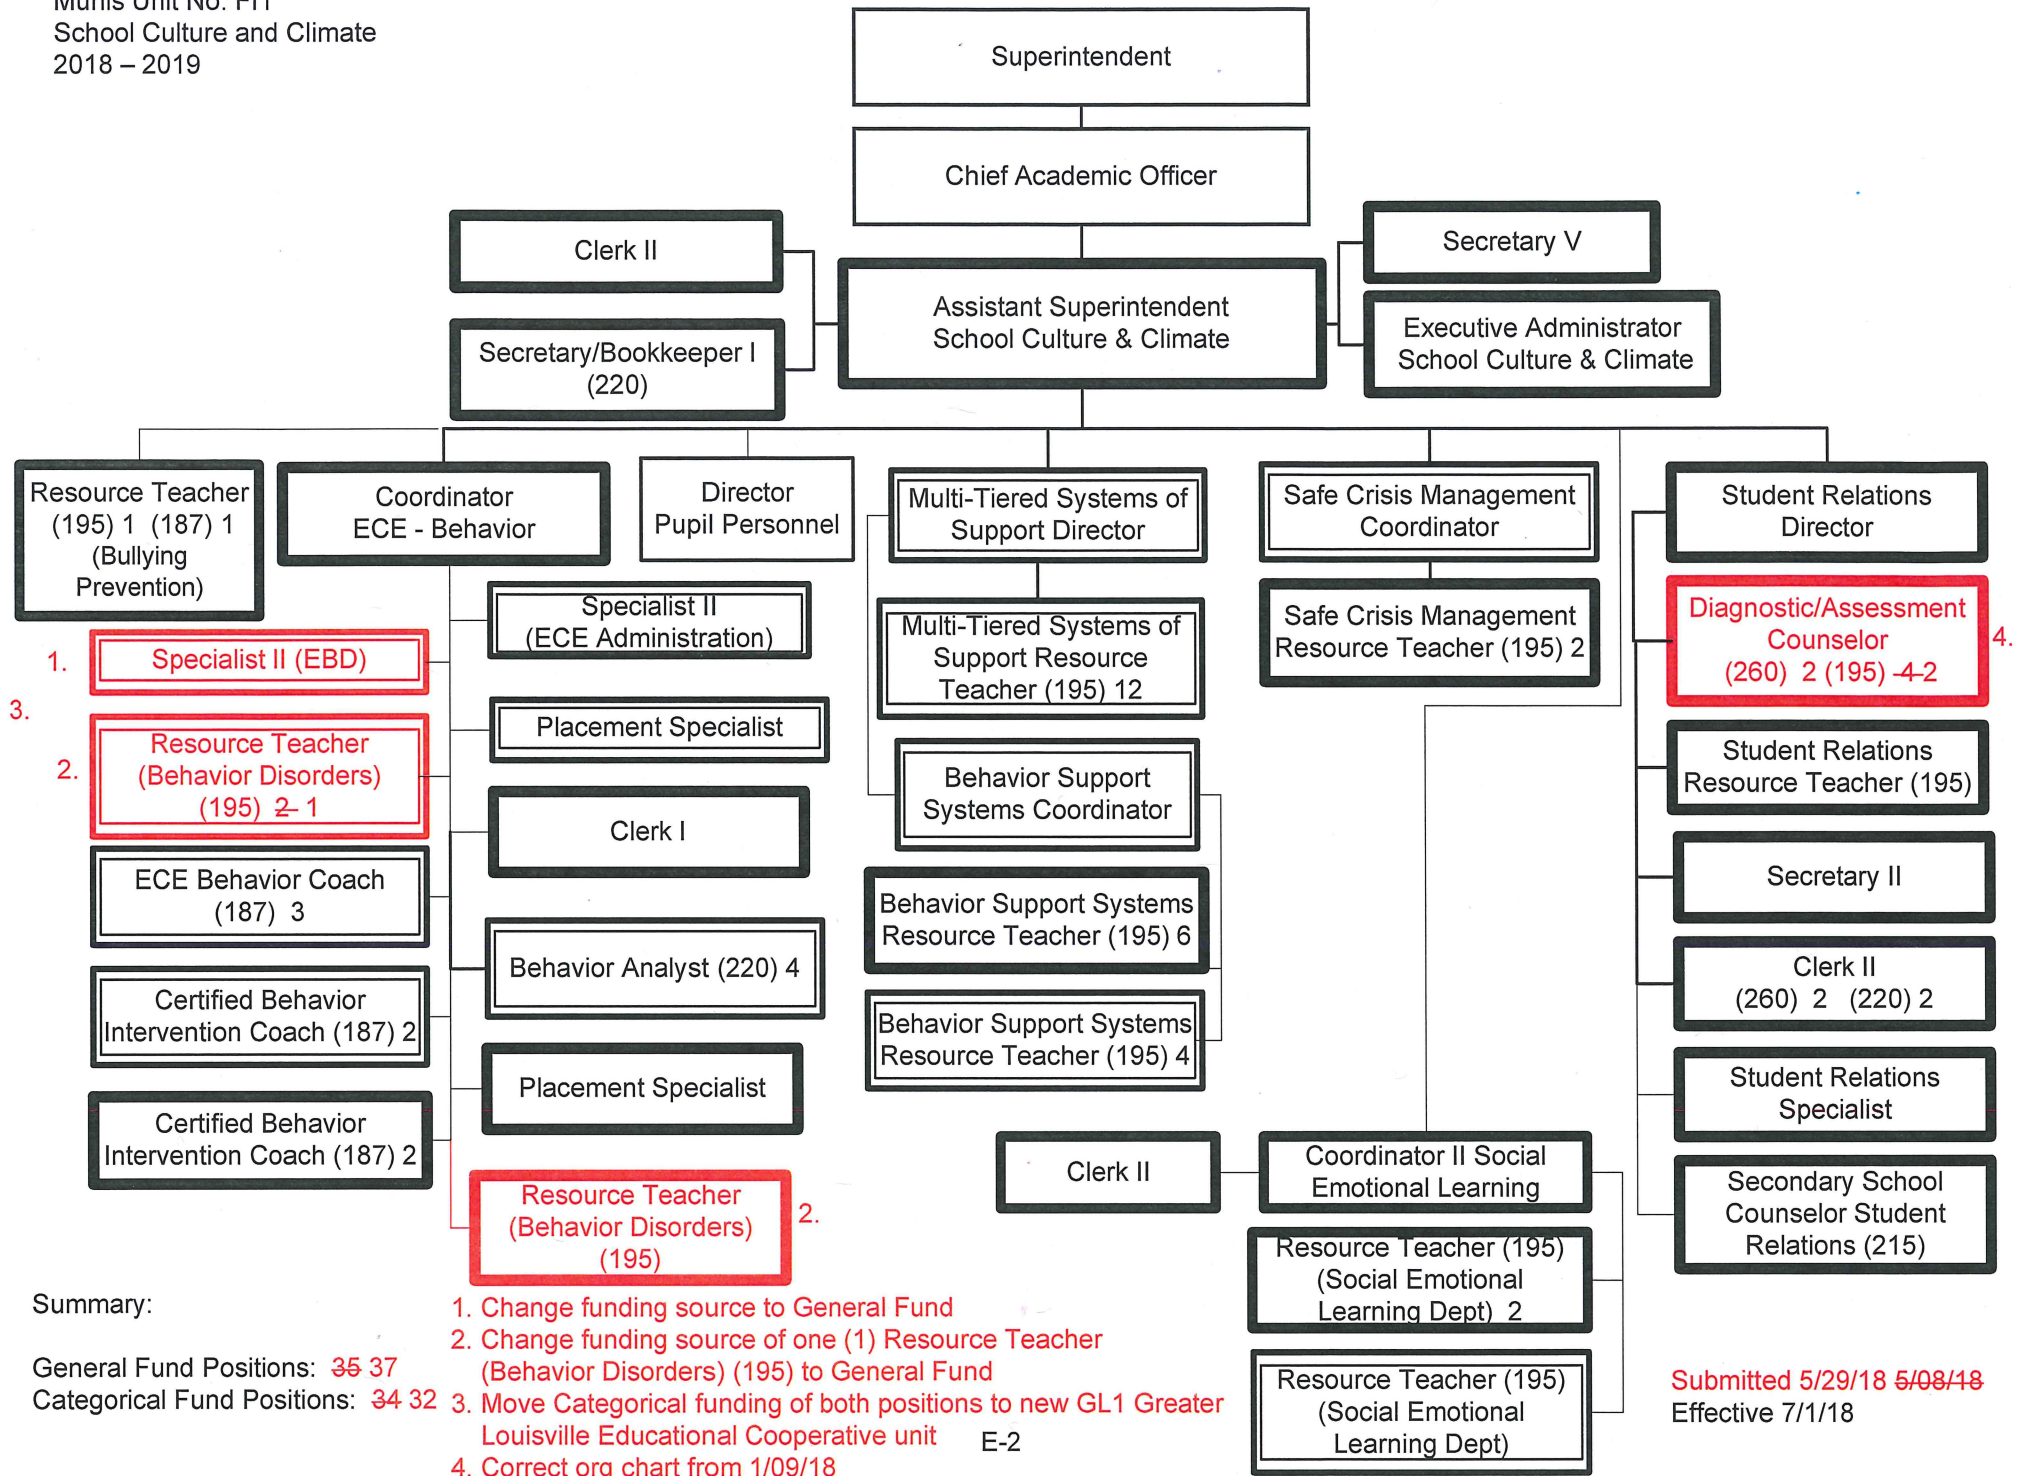 Munis Unit No. FI1
School Culture and Climate
2018 – 2019
Superintendent
Chief Academic Officer
Clerk II
Secretary V
Assistant Superintendent
School Culture & Climate
Secretary/Bookkeeper I
(220)
Executive Administrator
School Culture & Climate
Resource Teacher
(195) 1 (187) 1
(Bullying
Prevention)
Coordinator
ECE - Behavior
Director
Pupil Personnel
Multi-Tiered Systems of
Support Director
Safe Crisis Management
Coordinator
Student Relations
Director
1.
Specialist II (EBD)
3.
2.
Resource Teacher
(Behavior Disorders)
(195) 2 1
ECE Behavior Coach
(187) 3
Certified Behavior
Intervention Coach (187) 2
Certified Behavior
Intervention Coach (187) 2
Specialist II
(ECE Administration)
Placement Specialist
Clerk I
Behavior Analyst (220) 4
Placement Specialist
Resource Teacher
(Behavior Disorders)
(195)
2.
Multi-Tiered Systems of
Support Resource
Teacher (195) 12
Behavior Support
Systems Coordinator
Behavior Support Systems
Resource Teacher (195) 6
Behavior Support Systems
Resource Teacher (195) 4
Safe Crisis Management
Resource Teacher (195) 2
Clerk II
Coordinator II Social
Emotional Learning
Resource Teacher (195)
(Social Emotional
Learning Dept) 2
Resource Teacher (195)
(Social Emotional
Learning Dept)
Diagnostic/Assessment
Counselor
(260) 2 (195) 4 2
4.
Student Relations
Resource Teacher (195)
Secretary II
Clerk II
(260) 2 (220) 2
Student Relations
Specialist
Secondary School
Counselor Student
Relations (215)
Summary:
General Fund Positions: 35 37
Categorical Fund Positions: 34 32
1. Change funding source to General Fund
2. Change funding source of one (1) Resource Teacher
(Behavior Disorders) (195) to General Fund
3. Move Categorical funding of both positions to new GL1 Greater
Louisville Educational Cooperative unit
4. Correct org chart from 1/09/18
E-2
Submitted 5/29/18 5/08/18
Effective 7/1/18